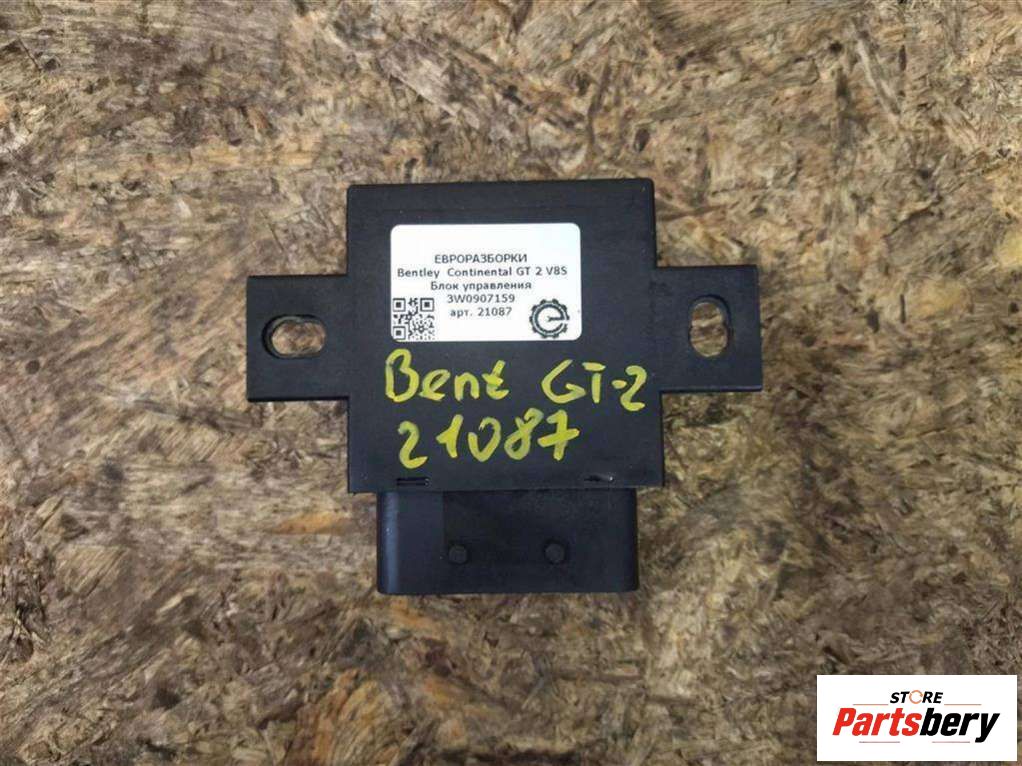 ЕВРОРАЗБОРКИ
Bentley Continental GT 2 V8S
Блок управления
3W0907159
арт. 21087
Bent GT-2
21087
STORE
Partsbery